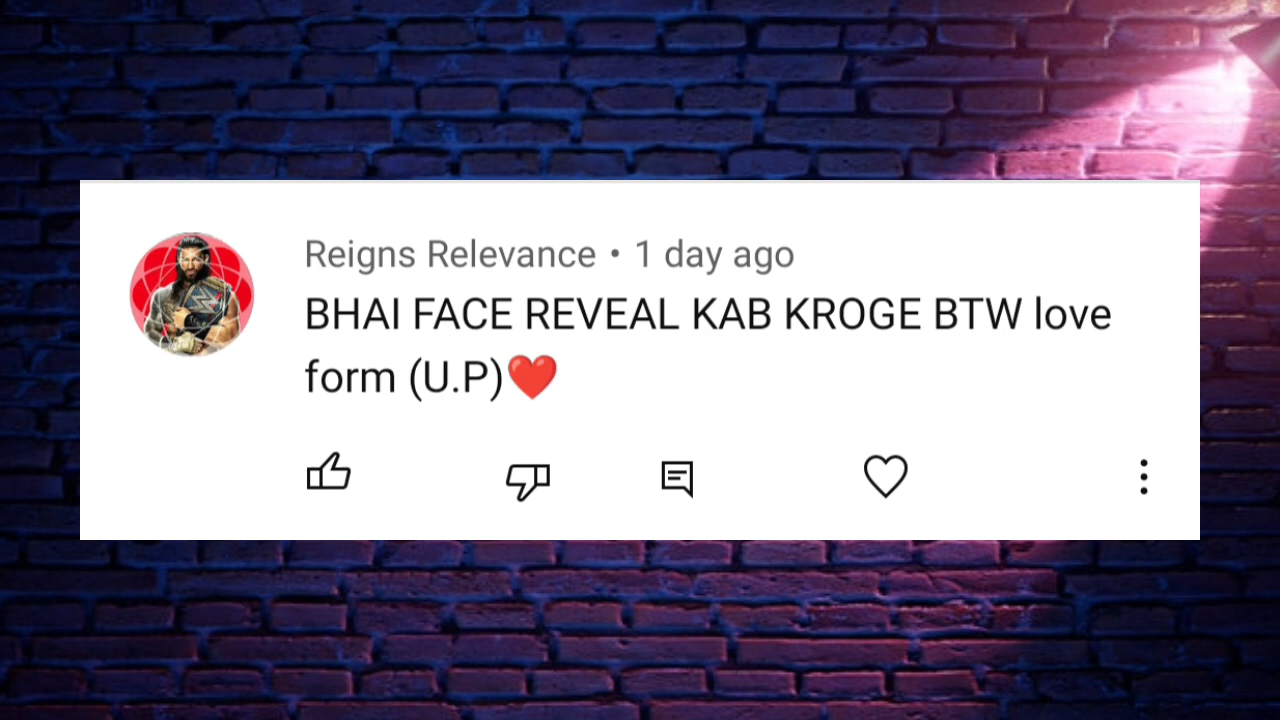 Reigns Relevance • 1 day ago
BHAI FACE REVEAL KAB KROGE BTW love
form (U.P)❤️